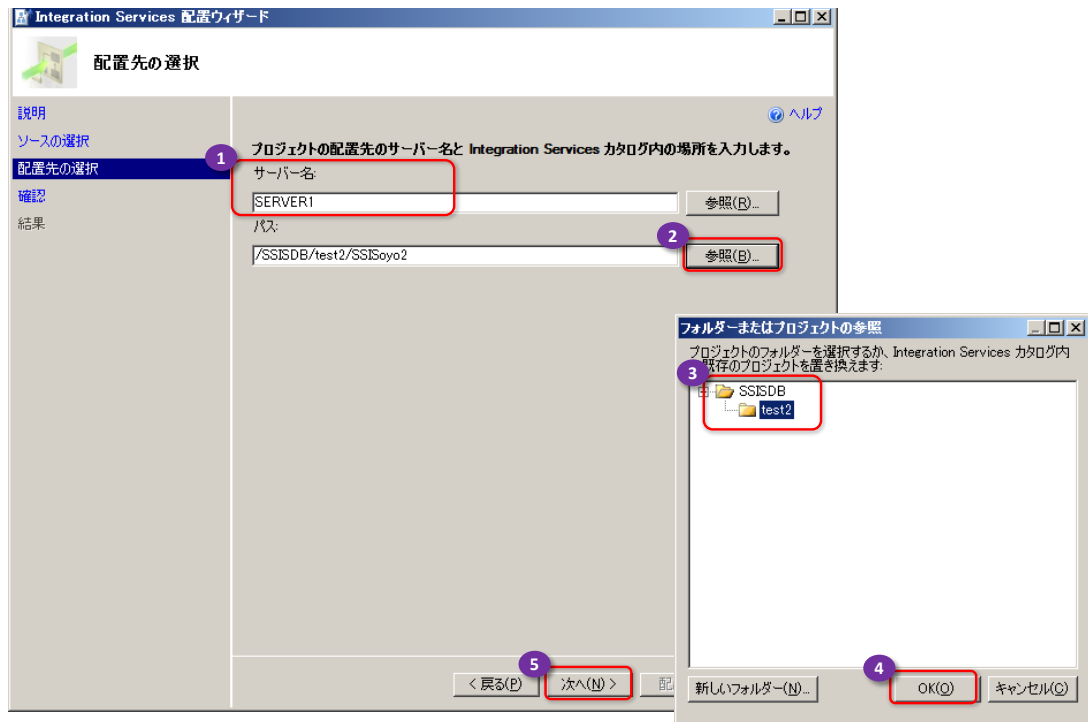 Integration Services 配置ウィザード
配置先の選択
説明
ソースの選択
配置先の選択
確認
結果
ヘルプ
プロジェクトの配置先のサーバー名と Integration Services カタログ内の場所を入力します。
1
サーバー名:
SERVER1
参照(R)...
パス:
2
/SSISDB/test2/SSISoyo2
参照(B)...
フォルダーまたはプロジェクトの参照
プロジェクトのフォルダーを選択するか、Integration Services カタログ内
既存のプロジェクトを置き換えます:
3
SSISDB
test2
4
新しいフォルダー(N)...
OK(O)
キャンセル(C)
5
< 戻る(P)
次へ(N) >